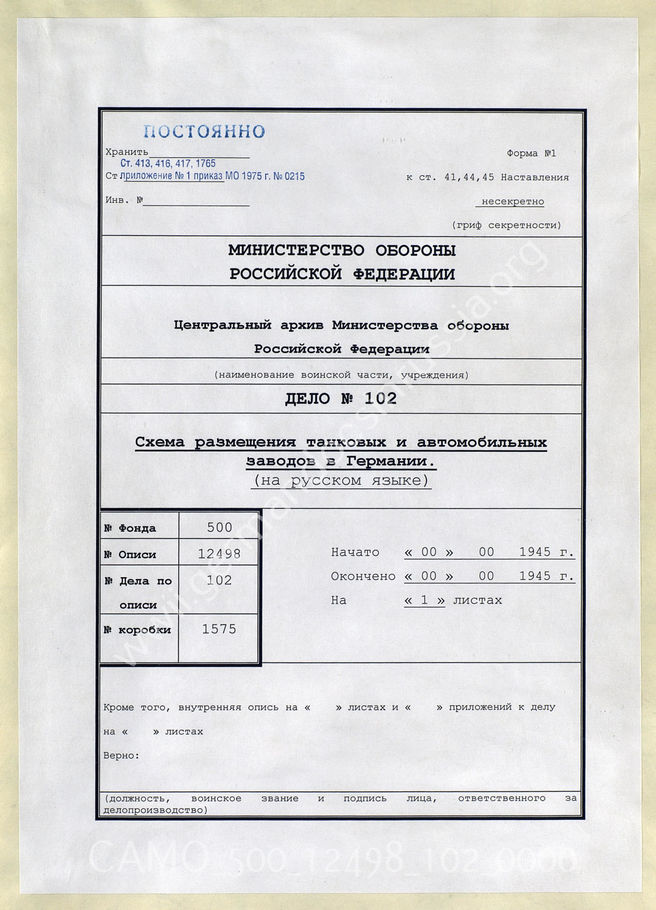 ПОСТОЯННО
Хранить
Форма №1
Ст. 413, 416, 417, 1765
Ст приложение № 1 приказ МО 1975 г. № 0215
к ст. 41,44,45 Наставления
Инв. №
несекретно
(гриф секретности)
МИНИСТЕРСТВО ОБОРОНЫ
РОССИЙСКОЙ ФЕДЕРАЦИИ
Центральный архив Министерства обороны
Российской Федерации
(наименование воинской части, учреждения)
ДЕЛО № 102
Схема размещения танковых и автомобильных
заводов в Германии.
(на русском языке)
№ Фонда 500
№ Описи 12498
№ Дела по 102
описи
№ коробки 1575
Начато « 00 » 00 1945 г.
Окончено « 00 » 00 1945 г.
На « 1 » листах
Кроме того, внутренняя опись на « » листах и « » приложений к делу
на « » листах
Верно:
(должность, воинское звание и подпись лица, ответственного за
делопроизводство)
CAMO_500_12498_102_0000